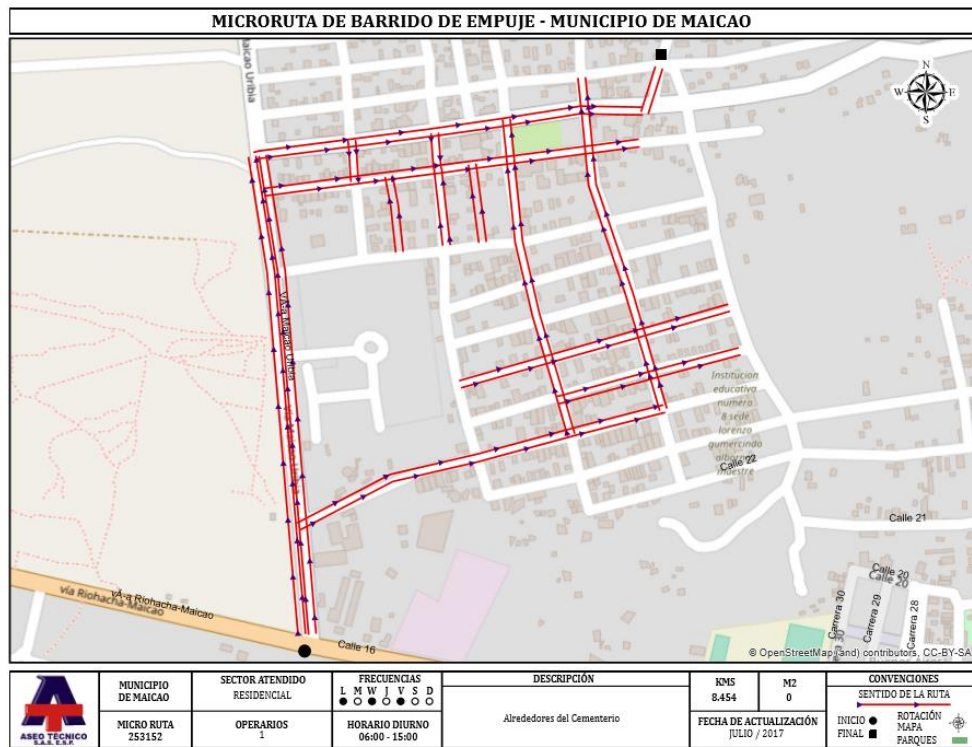 MICRORUTA DE BARRIDO DE EMPUJE - MUNICIPIO DE MAICAO
Maicao Uribia
N
W E
S
VÃ-a Maicao Uribia
Institucion
educativa
numero
8 sede
lorenzo
gumercindo
maestre
Calle 22
Calle 21
Calle 20
Calle 20
Carrera 30
Carrera 29
Carrera 28
vÃ-a Riohacha-Maicao
vía Riohacha-Maicao
Calle 16
© OpenStreetMap (and) contributors, CC-BY-SA
ASEO TÉCNICO
S.A.S. E.S.P.
MUNICIPIO
DE MAICAO
SECTOR ATENDIDO
RESIDENCIAL
FRECUENCIAS
L M W J V S D
DESCRIPCIÓN
Alrededores del Cementerio
KMS
8.454
M2
0
CONVENCIONES
SENTIDO DE LA RUTA
MICRO RUTA
253152
OPERARIOS
1
HORARIO DIURNO
06:00 - 15:00
FECHA DE ACTUALIZACIÓN
JULIO / 2017
INICIO
FINAL
ROTACIÓN
MAPA
PARQUES